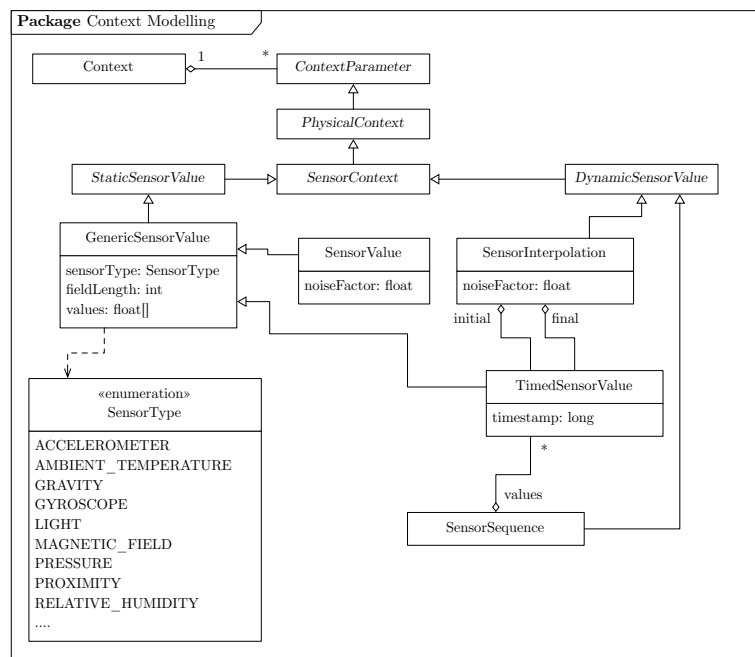 Package Context Modelling
Context
1
*
ContextParameter
PhysicalContext
StaticSensorValue
SensorContext
DynamicSensorValue
GenericSensorValue
sensorType: SensorType
fieldLength: int
values: float[]
SensorValue
noiseFactor: float
SensorInterpolation
noiseFactor: float
initial
final
TimedSensorValue
timestamp: long
*
values
SensorSequence
«enumeration»
SensorType
ACCELEROMETER
AMBIENT_TEMPERATURE
GRAVITY
GYROSCOPE
LIGHT
MAGNETIC_FIELD
PRESSURE
PROXIMITY
RELATIVE_HUMIDITY
....